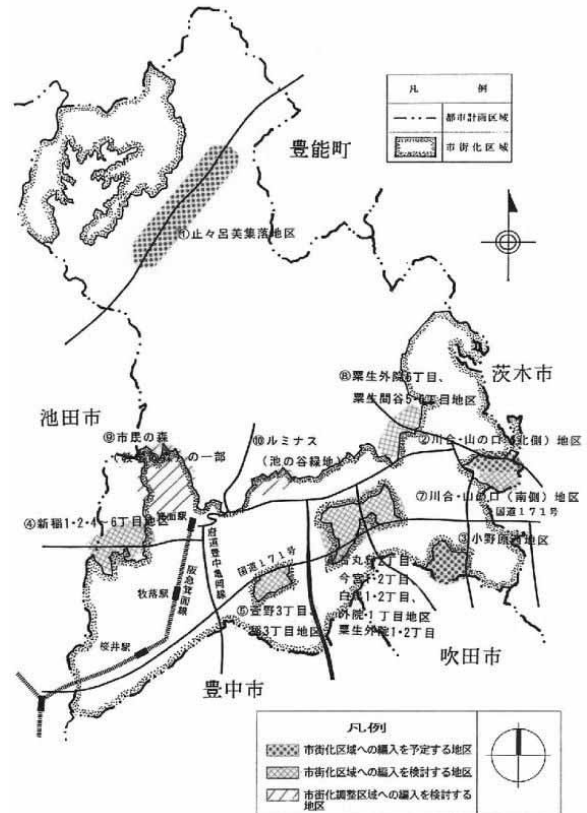 凡 例
都市計画区域
市街化区域
豊能町
①止々呂美集落地区
茨木市
⑧粟生外院6丁目、
粟生間谷5・6丁目地区
池田市
⑨市民の森
の一部
⑩ルミナス
(池の谷緑地)
②川合・山の口(北側)地区
⑦川合・山の口(南側)地区
国道171号
④新稲1・2・4~6丁目地区
箕面駅
③小野原西地区
府道豊中亀岡線
国道171号
阪急箕面線
牧落駅
今宮1・2丁目、
白島1・2丁目、
外院1丁目地区
粟生外院1・2丁目
⑤萱野3丁目、
3丁目地区
桜井駅
吹田市
豊中市
凡例
市街化区域への編入を予定する地区
市街化区域への編入を検討する地区
市街化調整区域への編入を検討する
地区